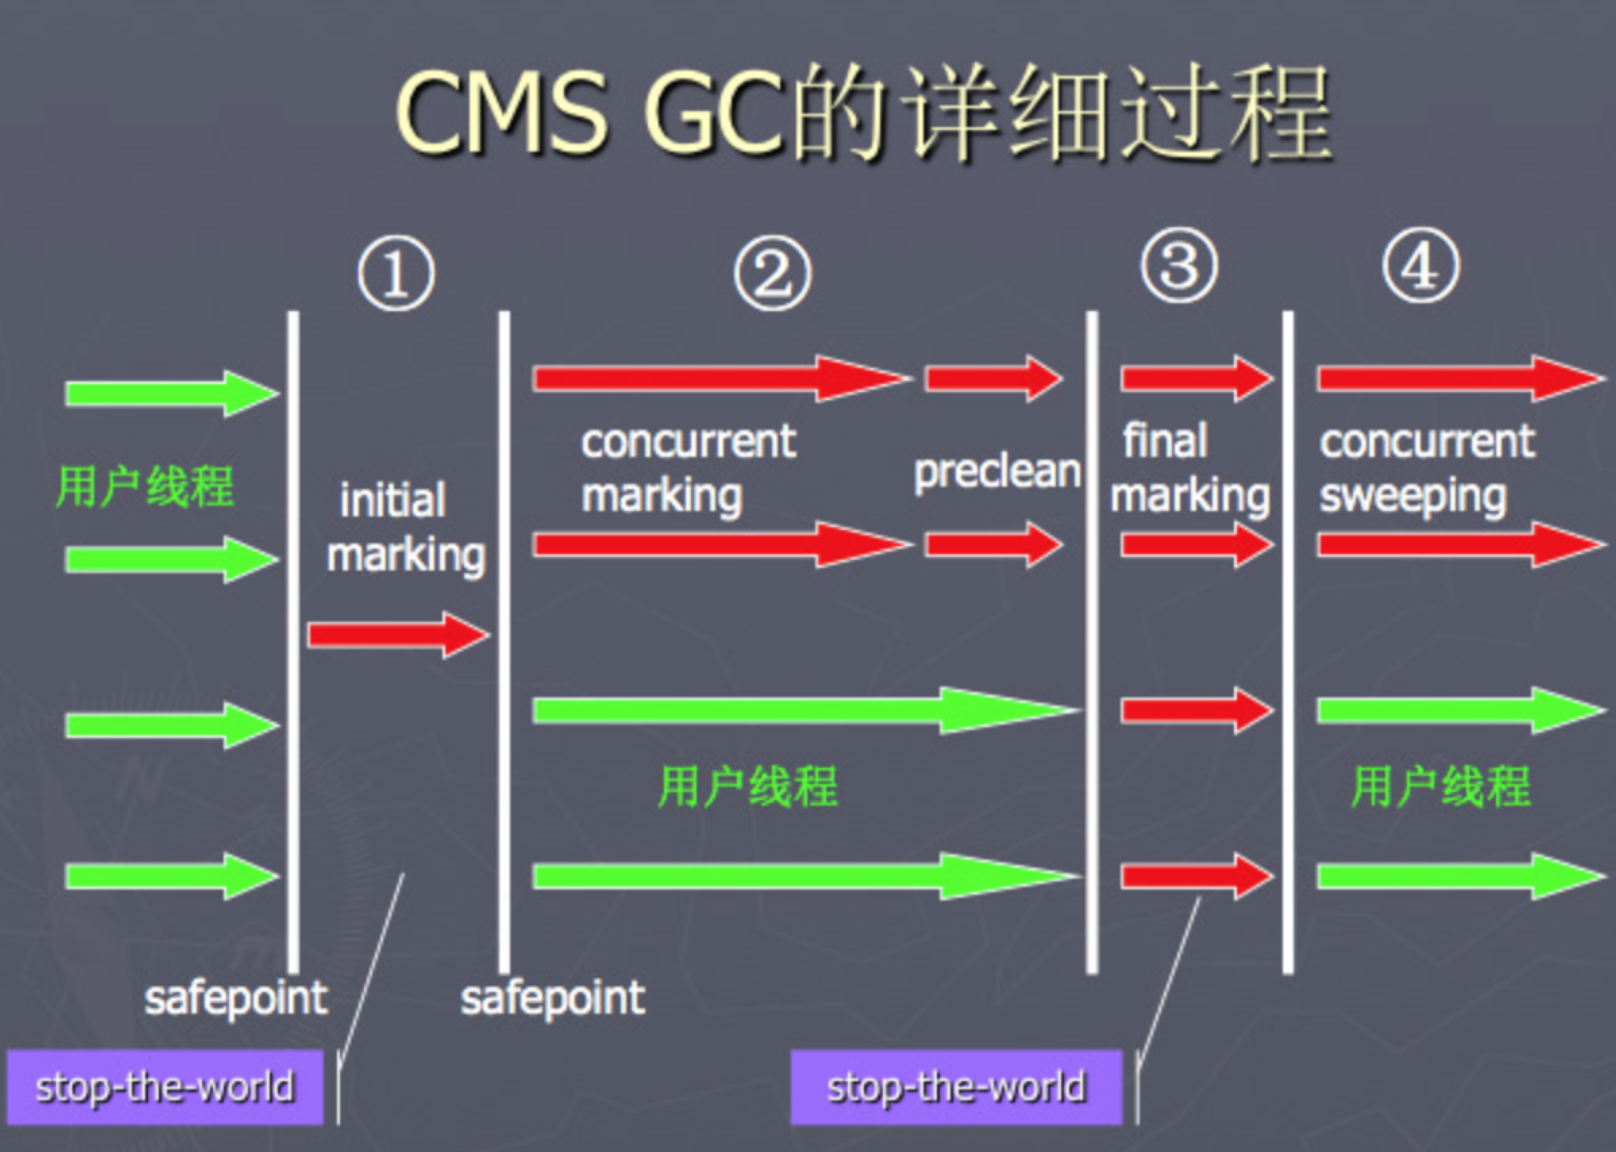 CMS GC的详细过程
①
②
③
④
用户线程
initial
marking
concurrent
marking
preclean
final
marking
concurrent
sweeping
用户线程
用户线程
safepoint
safepoint
stop-the-world
stop-the-world